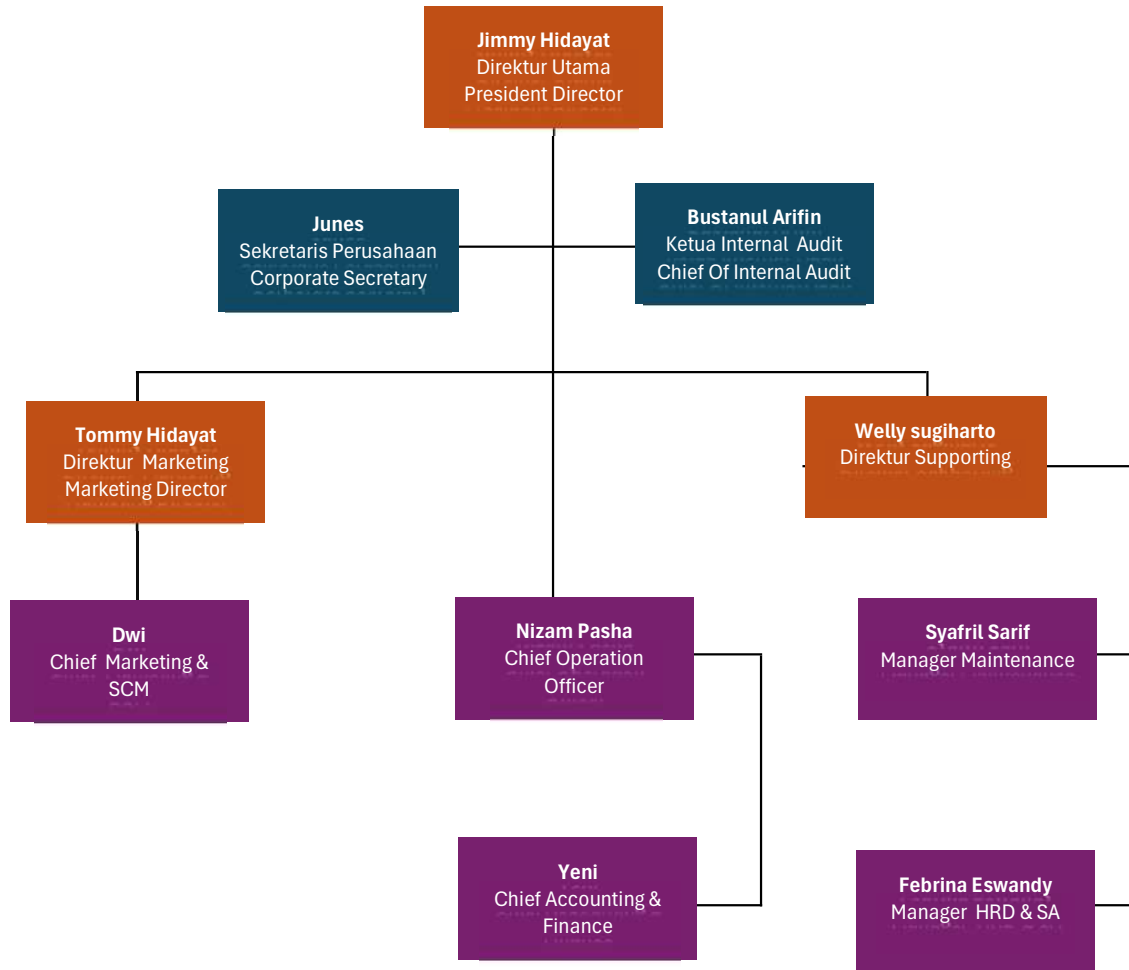 Jimmy Hidayat
Direktur Utama
President Director
Junes
Sekretaris Perusahaan
Corporate Secretary
Bustanul Arifin
Ketua Internal Audit
Chief Of Internal Audit
Tommy Hidayat
Direktur Marketing
Marketing Director
Welly sugiharto
Direktur Supporting
Dwi
Chief Marketing &
SCM
Nizam Pasha
Chief Operation
Officer
Syafril Sarif
Manager Maintenance
Yeni
Chief Accounting &
Finance
Febrina Eswandy
Manager HRD & SA